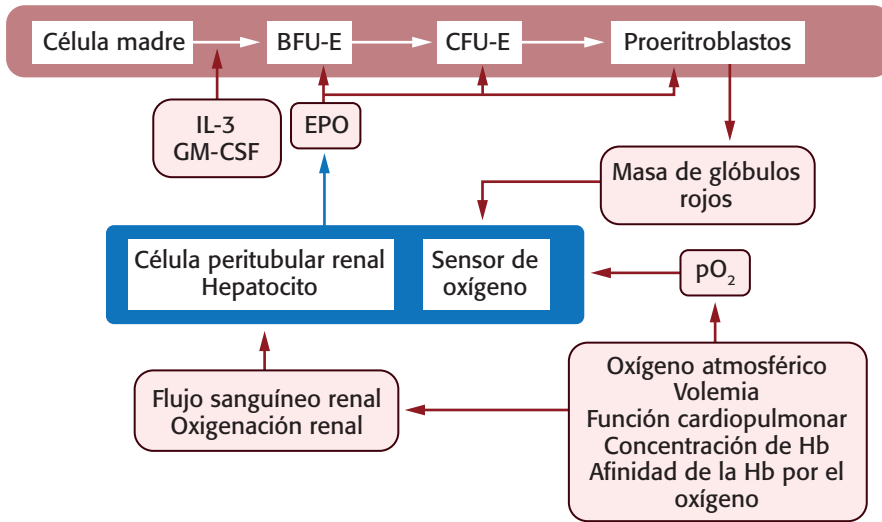 Célula madre
BFU-E
CFU-E
Proeritroblastos
IL-3
GM-CSF
EPO
Masa de glóbulos
rojos
Célula peritubular renal
Hepatocito
Sensor de
oxígeno
pO₂
Flujo sanguíneo renal
Oxigenación renal
Oxígeno atmosférico
Volemia
Función cardiopulmonar
Concentración de Hb
Afinidad de la Hb por el
oxígeno